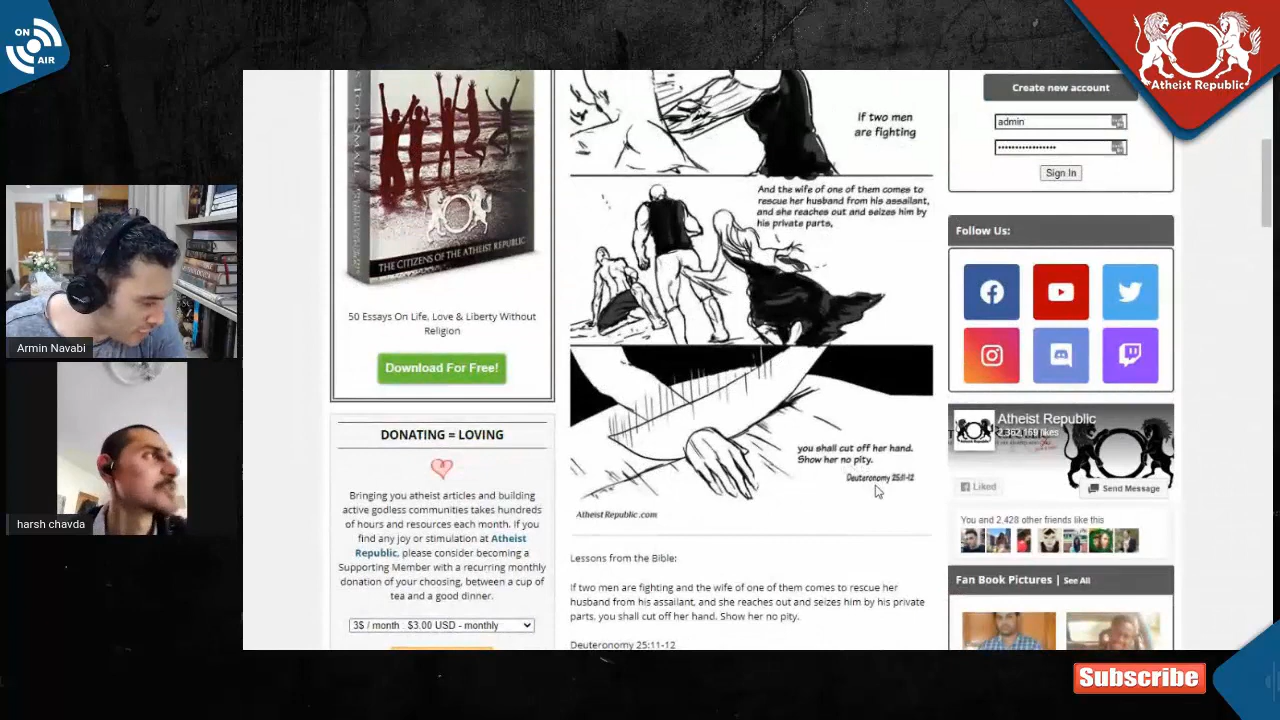 ON
AIR
Atheist Republic
Armin Navabi
harsh chavda
THE CITIZENS OF THE ATHEIST REPUBLIC
50 Essays On Life, Love & Liberty Without
Religion
Download For Free!
DONATING = LOVING
Bringing you atheist articles and building
active godless communities takes hundreds
of hours and resources each month. If you
find any joy or stimulation at Atheist
Republic, please consider becoming a
Supporting Member with a recurring monthly
donation of your choosing, between a cup of
tea and a good dinner.
3$ / month : $3.00 USD - monthly
If two men
are fighting
And the wife of one of them comes to
rescue her husband from his assailant,
and she reaches out and seizes him by
his private parts,
you shall cut off her hand.
Show her no pity.
Deuteronomy 25:11-12
AtheistRepublic.com
Lessons from the Bible:
If two men are fighting and the wife of one of them comes to rescue her
husband from his assailant, and she reaches out and seizes him by his private
parts, you shall cut off her hand. Show her no pity.
Deuteronomy 25:11-12
Create new account
admin
Sign In
Follow Us:
Atheist Republic
likes
Liked
Send Message
You and 2,428 other friends like this
Fan Book Pictures | See All
Subscribe